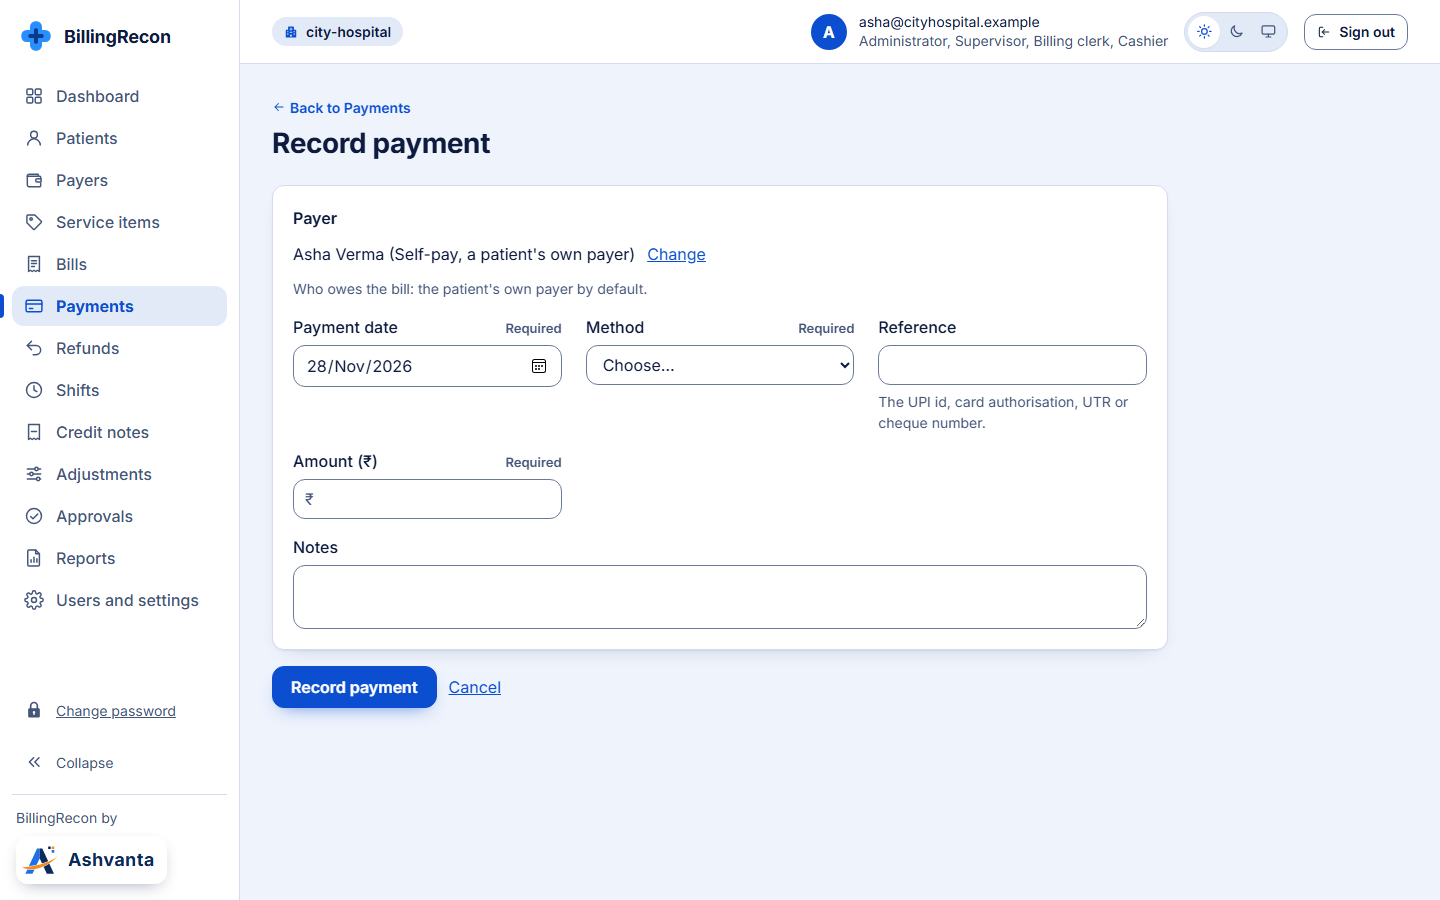 BillingRecon
city-hospital
A
asha@cityhospital.example
Administrator, Supervisor, Billing clerk, Cashier
Sign out
Dashboard
Patients
Payers
Service items
Bills
Payments
Refunds
Shifts
Credit notes
Adjustments
Approvals
Reports
Users and settings
Change password
Collapse
BillingRecon by
Ashvanta
Back to Payments
Record payment
Payer
Asha Verma (Self-pay, a patient's own payer) Change
Who owes the bill: the patient's own payer by default.
Payment date Required
28/Nov/2026
Method Required
Choose...
Reference
The UPI id, card authorisation, UTR or
cheque number.
Amount (₹) Required
₹
Notes
Record payment
Cancel